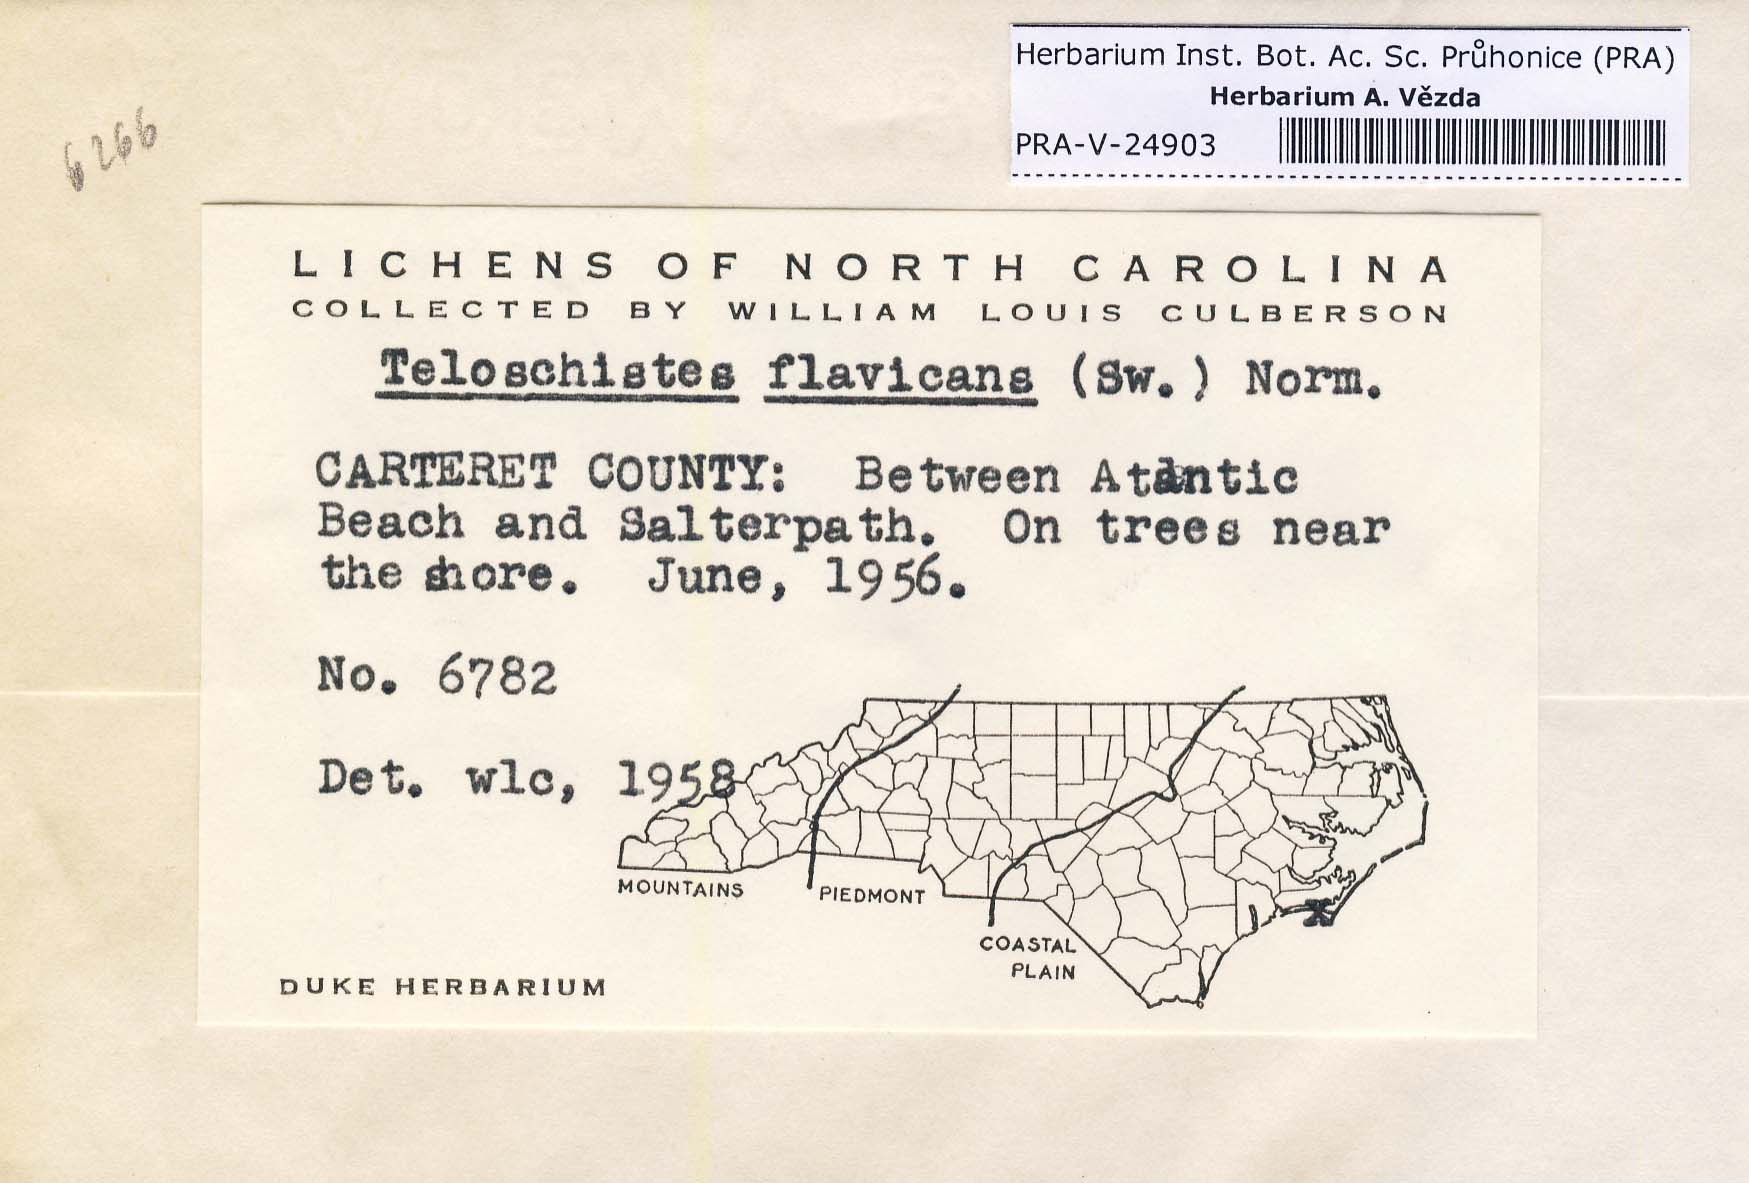 Herbarium Inst. Bot. Ac. Sc. Průhonice (PRA)
Herbarium A. Vězda
PRA-V-24903
6266
LICHENS OF NORTH CAROLINA
COLLECTED BY WILLIAM LOUIS CULBERSON
Teloschistes flavicans (Sw.) Norm.
CARTERET COUNTY: Between Atlantic
Beach and Salterpath. On trees near
the shore. June, 1956.
No. 6782
Det. wlc, 1958
MOUNTAINS
PIEDMONT
COASTAL
PLAIN
X
DUKE HERBARIUM